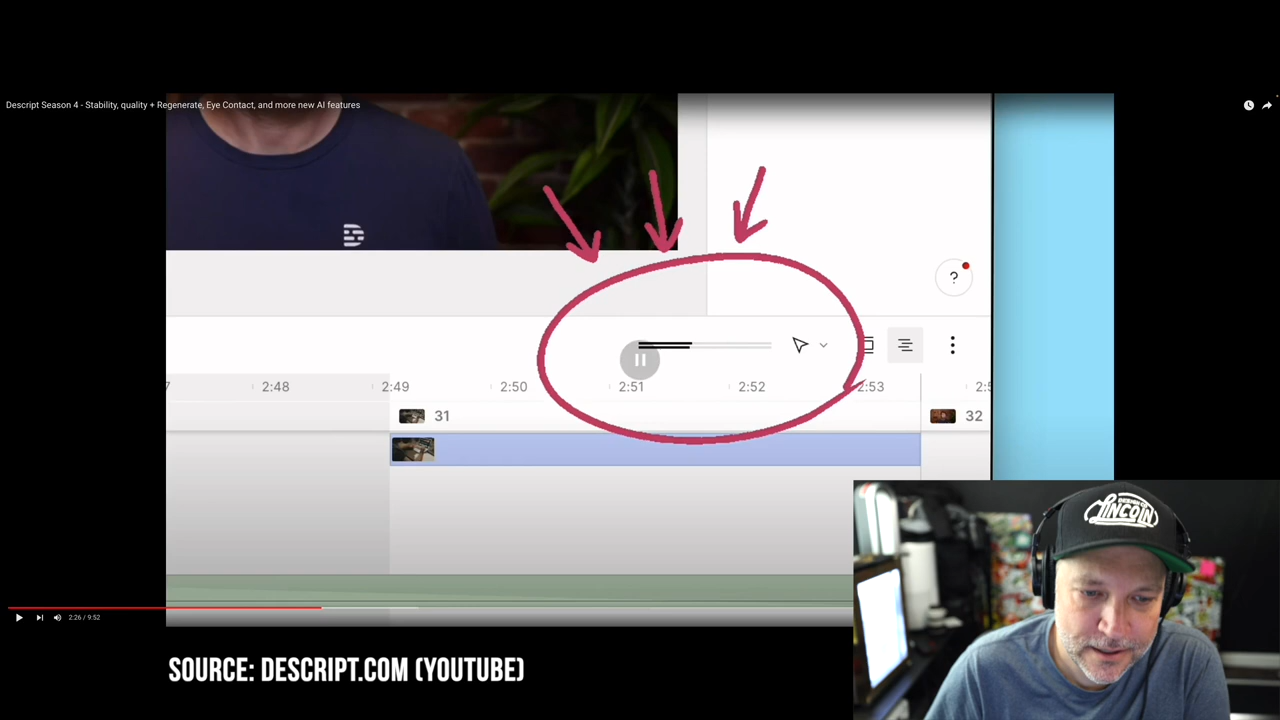 Descript Season 4 - Stability, quality + Regenerate, Eye Contact, and more new AI features
?
2:48 2:49 2:50 2:51 2:52 2:53
31 32
2:26 / 9:52
SOURCE: DESCRIPT.COM (YOUTUBE)
LINCOLN